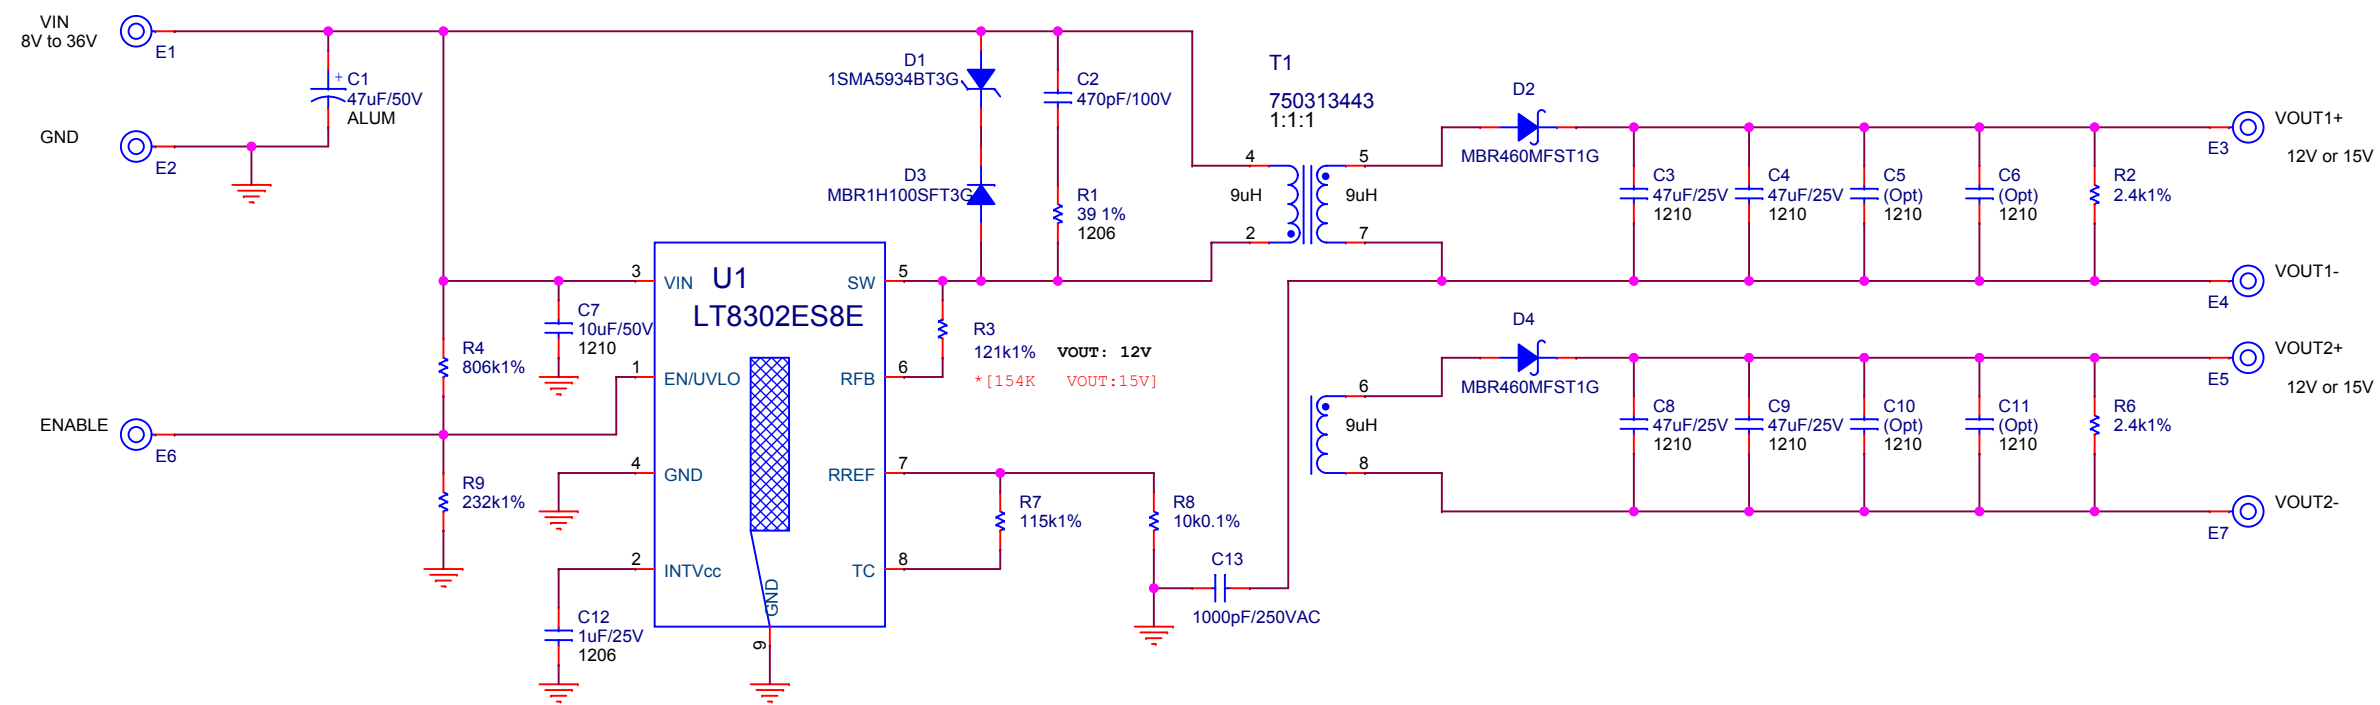 VIN
8V to 36V
E1
GND
E2
+ C1
47uF/50V
ALUM
D1
1SMA5934BT3G
C2
470pF/100V
D3
MBR1H100SFT3G
R1
39 1%
1206
T1
750313443
1:1:1
4
9uH
2
5
9uH
7
D2
MBR460MFST1G
C3
47uF/25V
1210
C4
47uF/25V
1210
C5
(Opt)
1210
C6
(Opt)
1210
R2
2.4k1%
E3
VOUT1+
12V or 15V
VOUT1-
E4
3
VIN
U1
LT8302ES8E
SW
5
C7
10uF/50V
1210
R4
806k1%
1
EN/UVLO
RFB
6
R3
121k1%
VOUT: 12V
*[154K VOUT:15V]
ENABLE
E6
R9
232k1%
4
GND
RREF
7
R7
115k1%
R8
10k0.1%
2
INTVcc
TC
8
GND
9
C12
1uF/25V
1206
C13
1000pF/250VAC
6
9uH
8
D4
MBR460MFST1G
C8
47uF/25V
1210
C9
47uF/25V
1210
C10
(Opt)
1210
C11
(Opt)
1210
R6
2.4k1%
VOUT2+
E5
12V or 15V
VOUT2-
E7